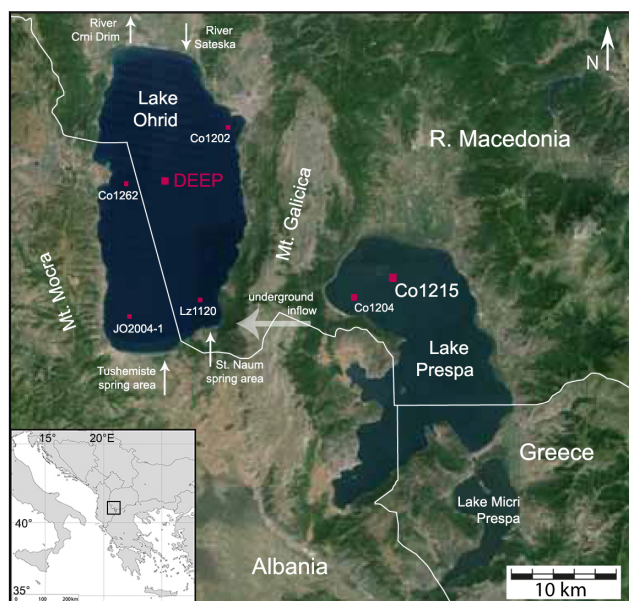 River
Crni Drim
River
Sateska
N
Lake
Ohrid
Co1202
R. Macedonia
DEEP
Co1262
Mt. Galicica
Mt. Mocra
Co1215
Co1204
underground
inflow
Lz1120
JO2004-1
Lake
Prespa
St. Naum
spring area
Tushemiste
spring area
Greece
Lake Micri
Prespa
Albania
10 km
15°
20°
40°
35°
0 100 200km